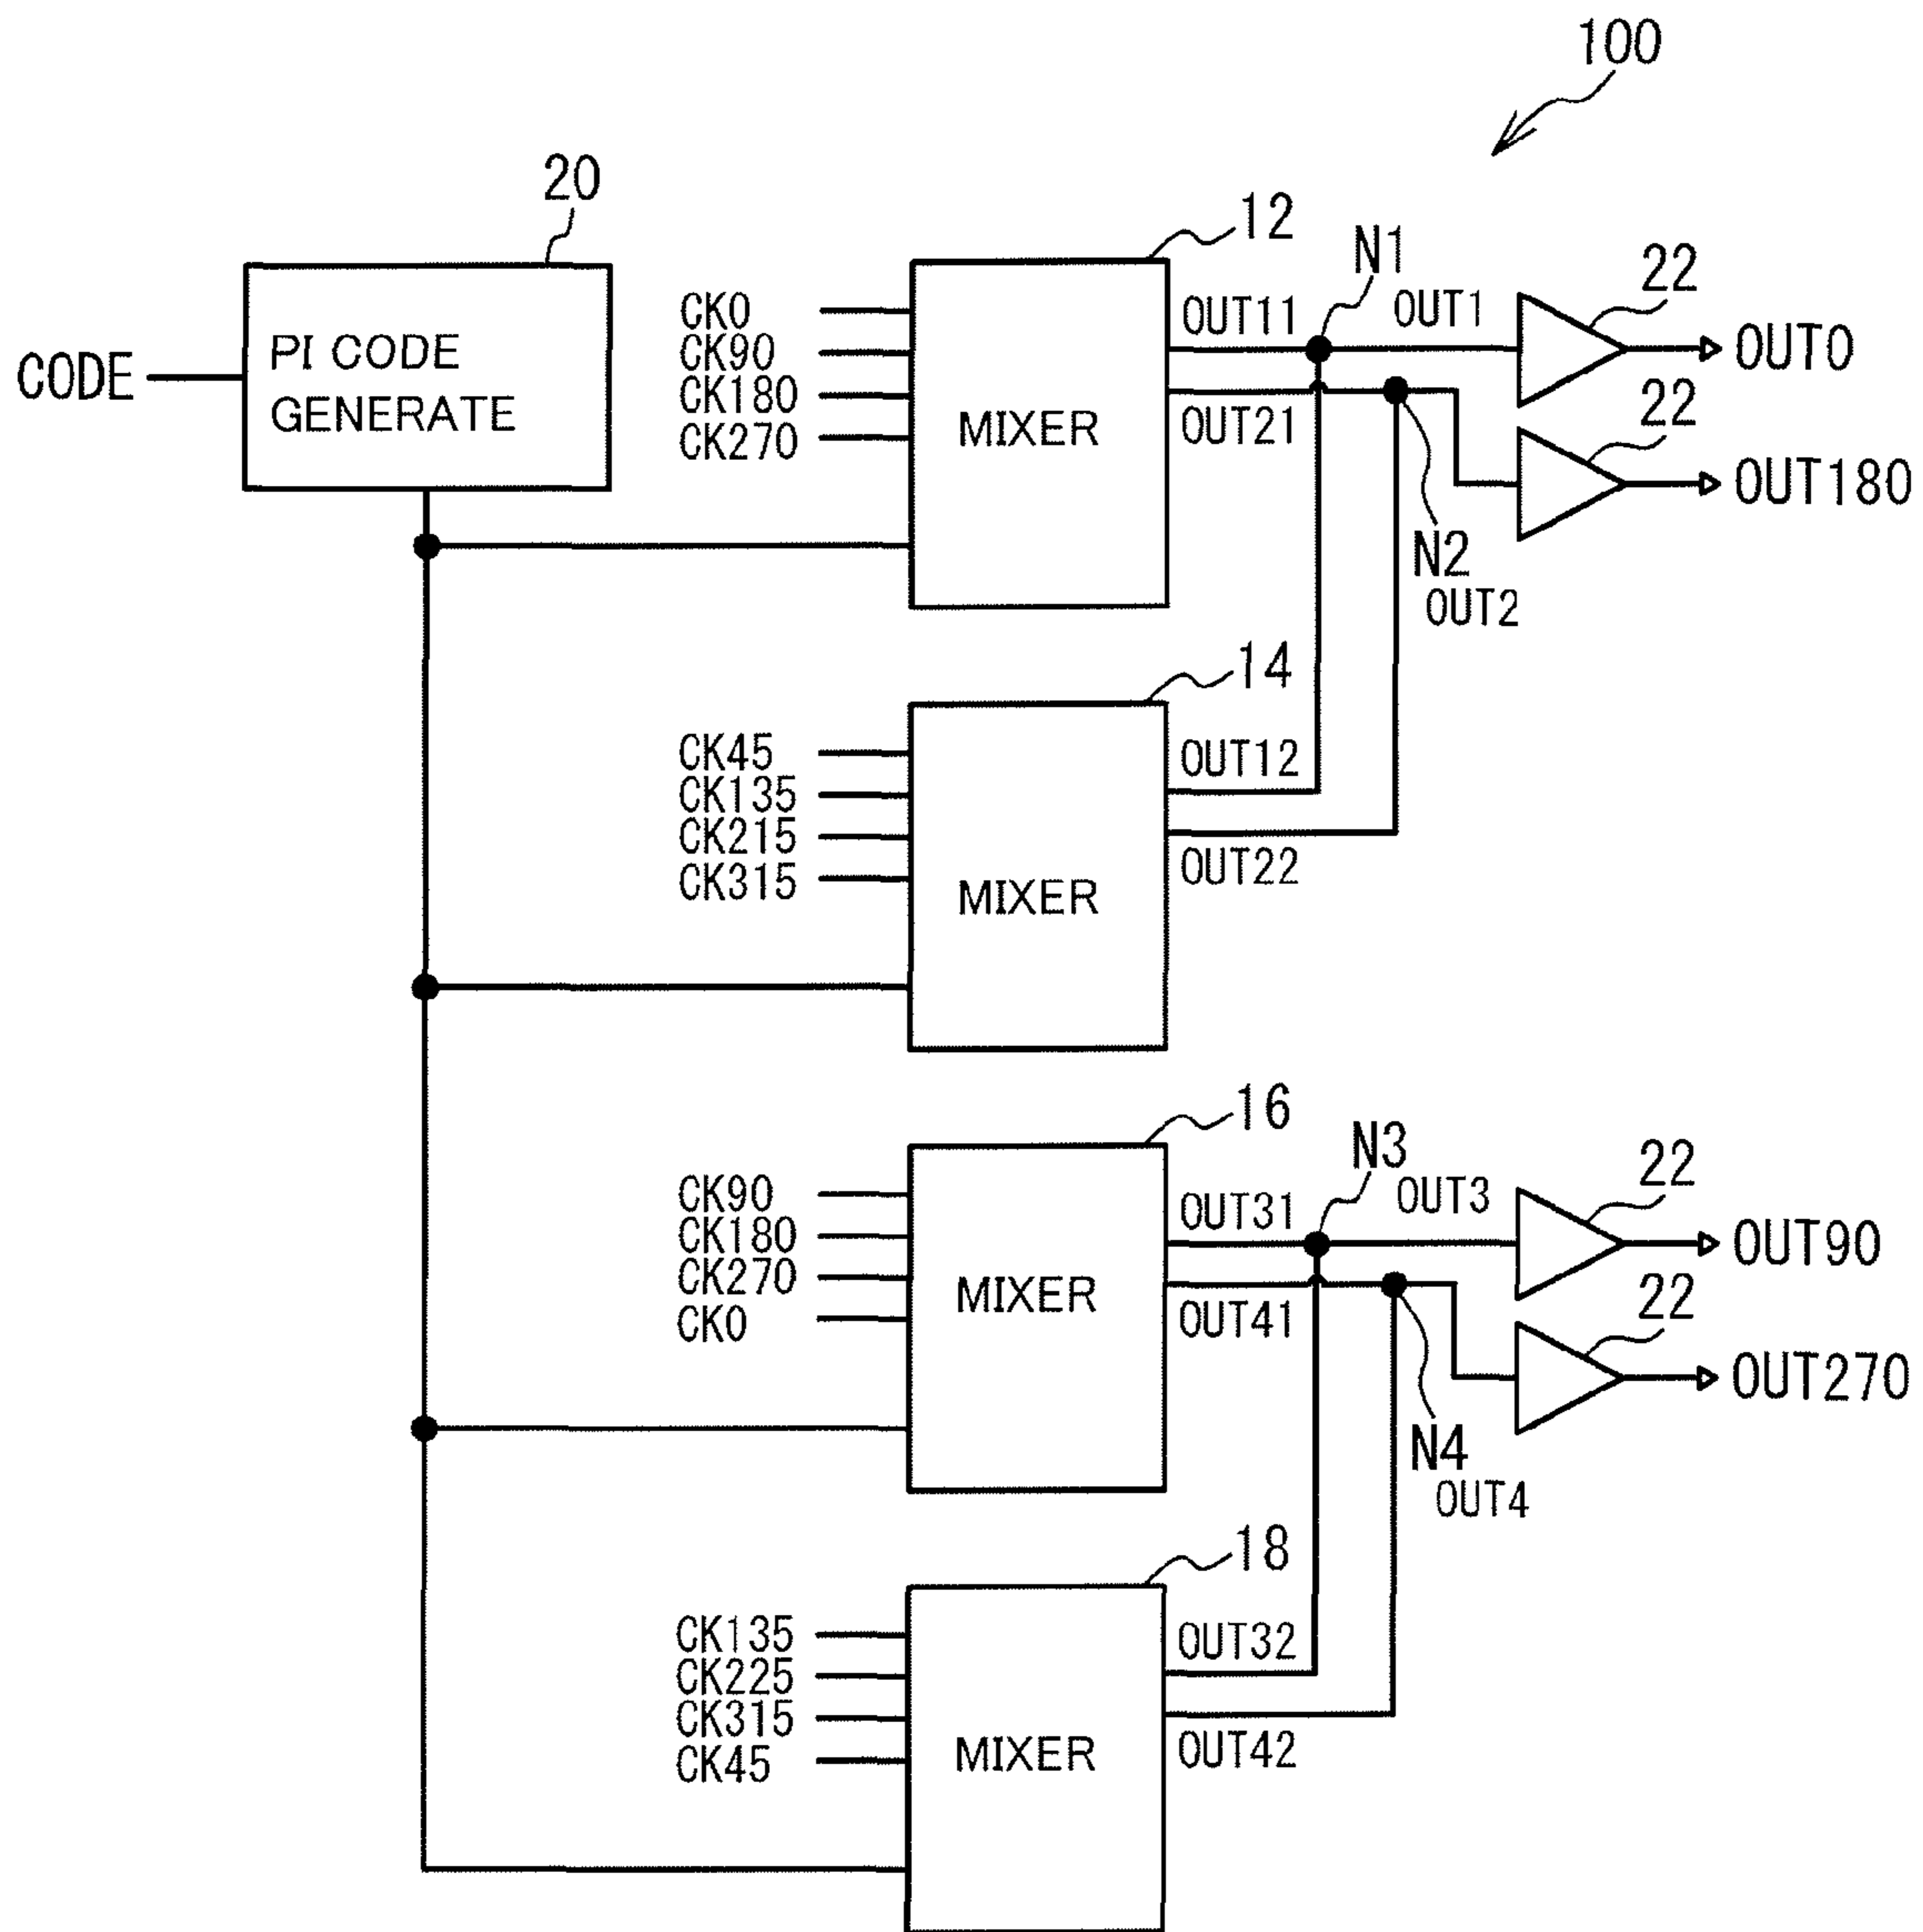 100
20
12
N1
22
CK0
OUT11
OUT1
OUT0
PI CODE
GENERATE
CODE
CK90
CK180
CK270
MIXER
OUT21
22
OUT180
N2
OUT2
14
CK45
CK135
CK215
CK315
OUT12
OUT22
MIXER
16
N3
22
CK90
CK180
CK270
CK0
OUT31
OUT3
OUT90
MIXER
OUT41
22
OUT270
N4
OUT4
18
CK135
CK225
CK315
CK45
OUT32
OUT42
MIXER